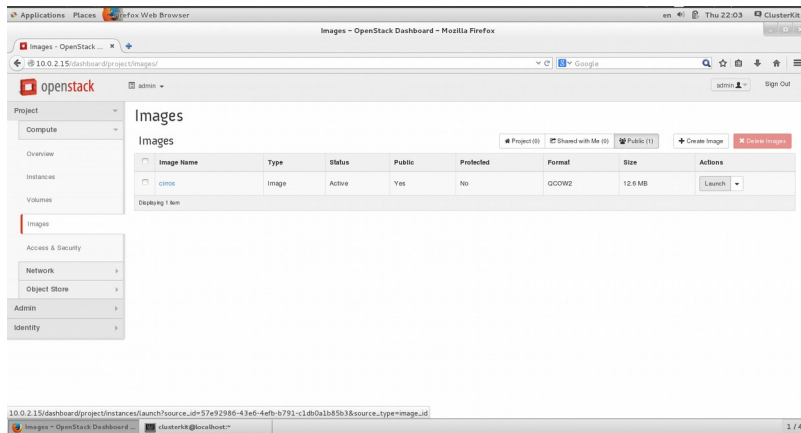 Applications Places Firefox Web Browser en Thu 22:03 ClusterKit
Images - OpenStack Dashboard - Mozilla Firefox
Images - OpenStack ... × +
10.0.2.15/dashboard/project/images/ Google
openstack admin admin Sign Out
Project
Compute
Overview
Instances
Volumes
Images
Access & Security
Network
Object Store
Admin
Identity
Images
Images Project (0) Shared with Me (0) Public (1) + Create Image × Delete Images
Image Name Type Status Public Protected Format Size Actions
cirros Image Active Yes No QCOW2 12.6 MB Launch
Displaying 1 item
10.0.2.15/dashboard/project/instances/launch?source_id=57e92986-43e6-4efb-b791-c1db0a1b85b3&source_type=image_id
Images - OpenStack Dashboard ... clusterkit@localhost:~ 1 / 4